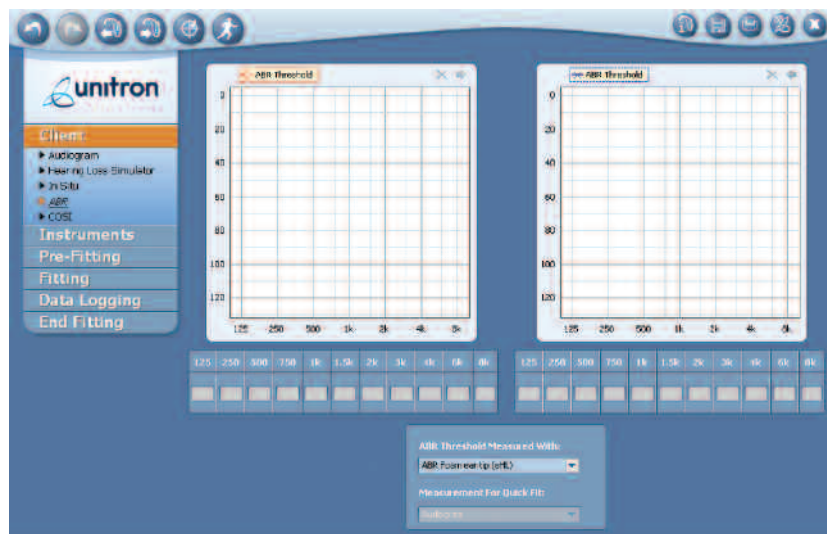 unitron
Client
Audiogram
Hearing Loss Simulator
In Situ
ABR
COSI
Instruments
Pre-Fitting
Fitting
Data Logging
End Fitting
ABR Threshold
0
20
40
60
80
100
120
125 250 500 1k 2k 4k 8k
125 250 500 750 1k 1.5k 2k 3k 4k 6k 8k
ABR Threshold
0
20
40
60
80
100
120
125 250 500 1k 2k 4k 8k
125 250 500 750 1k 1.5k 2k 3k 4k 6k 8k
ABR Threshold Measured With:
ABR Foam ear tip (eHL)
Measurement For Quick Fit:
Audiogram